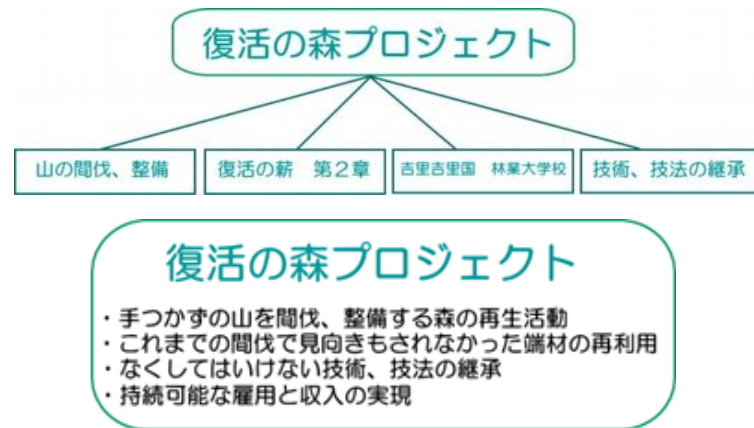 復活の森プロジェクト
山の間伐、整備
復活の薪　第２章
吉里吉里国　林業大学校
技術、技法の継承
復活の森プロジェクト
・手つかずの山を間伐、整備する森の再生活動
・これまでの間伐で見向きもされなかった端材の再利用
・なくしてはいけない技術、技法の継承
・持続可能な雇用と収入の実現